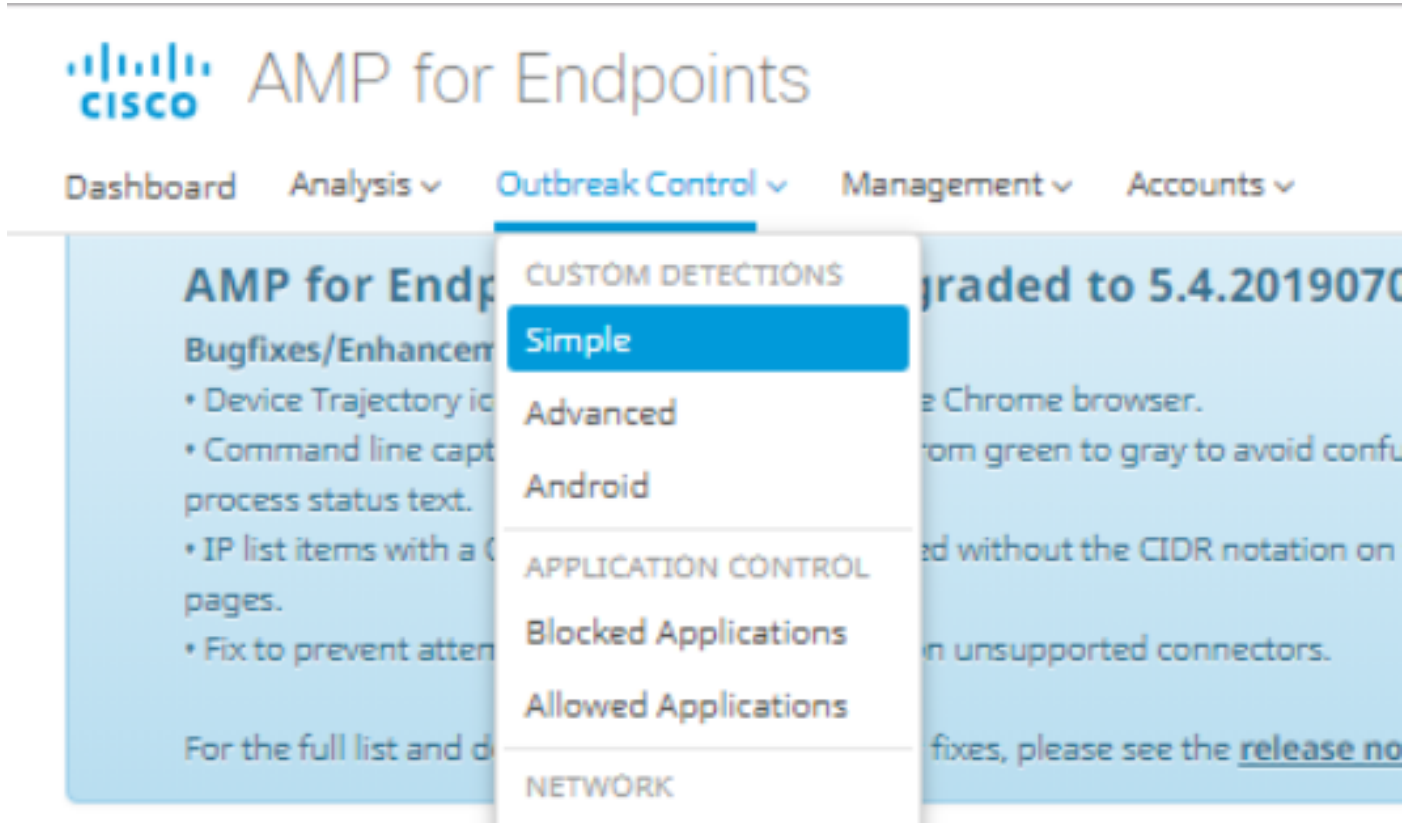 cisco AMP for Endpoints
Dashboard Analysis Outbreak Control Management Accounts
CUSTOM DETECTIONS
Simple
Advanced
Android
APPLICATION CONTROL
Blocked Applications
Allowed Applications
NETWORK
AMP for Endp graded to 5.4.2019070
Bugfixes/Enhancem
• Device Trajectory ic e Chrome browser.
• Command line capt rom green to gray to avoid confu
process status text.
• IP list items with a ed without the CIDR notation on
pages.
• Fix to prevent attem n unsupported connectors.
For the full list and d fixes, please see the release no